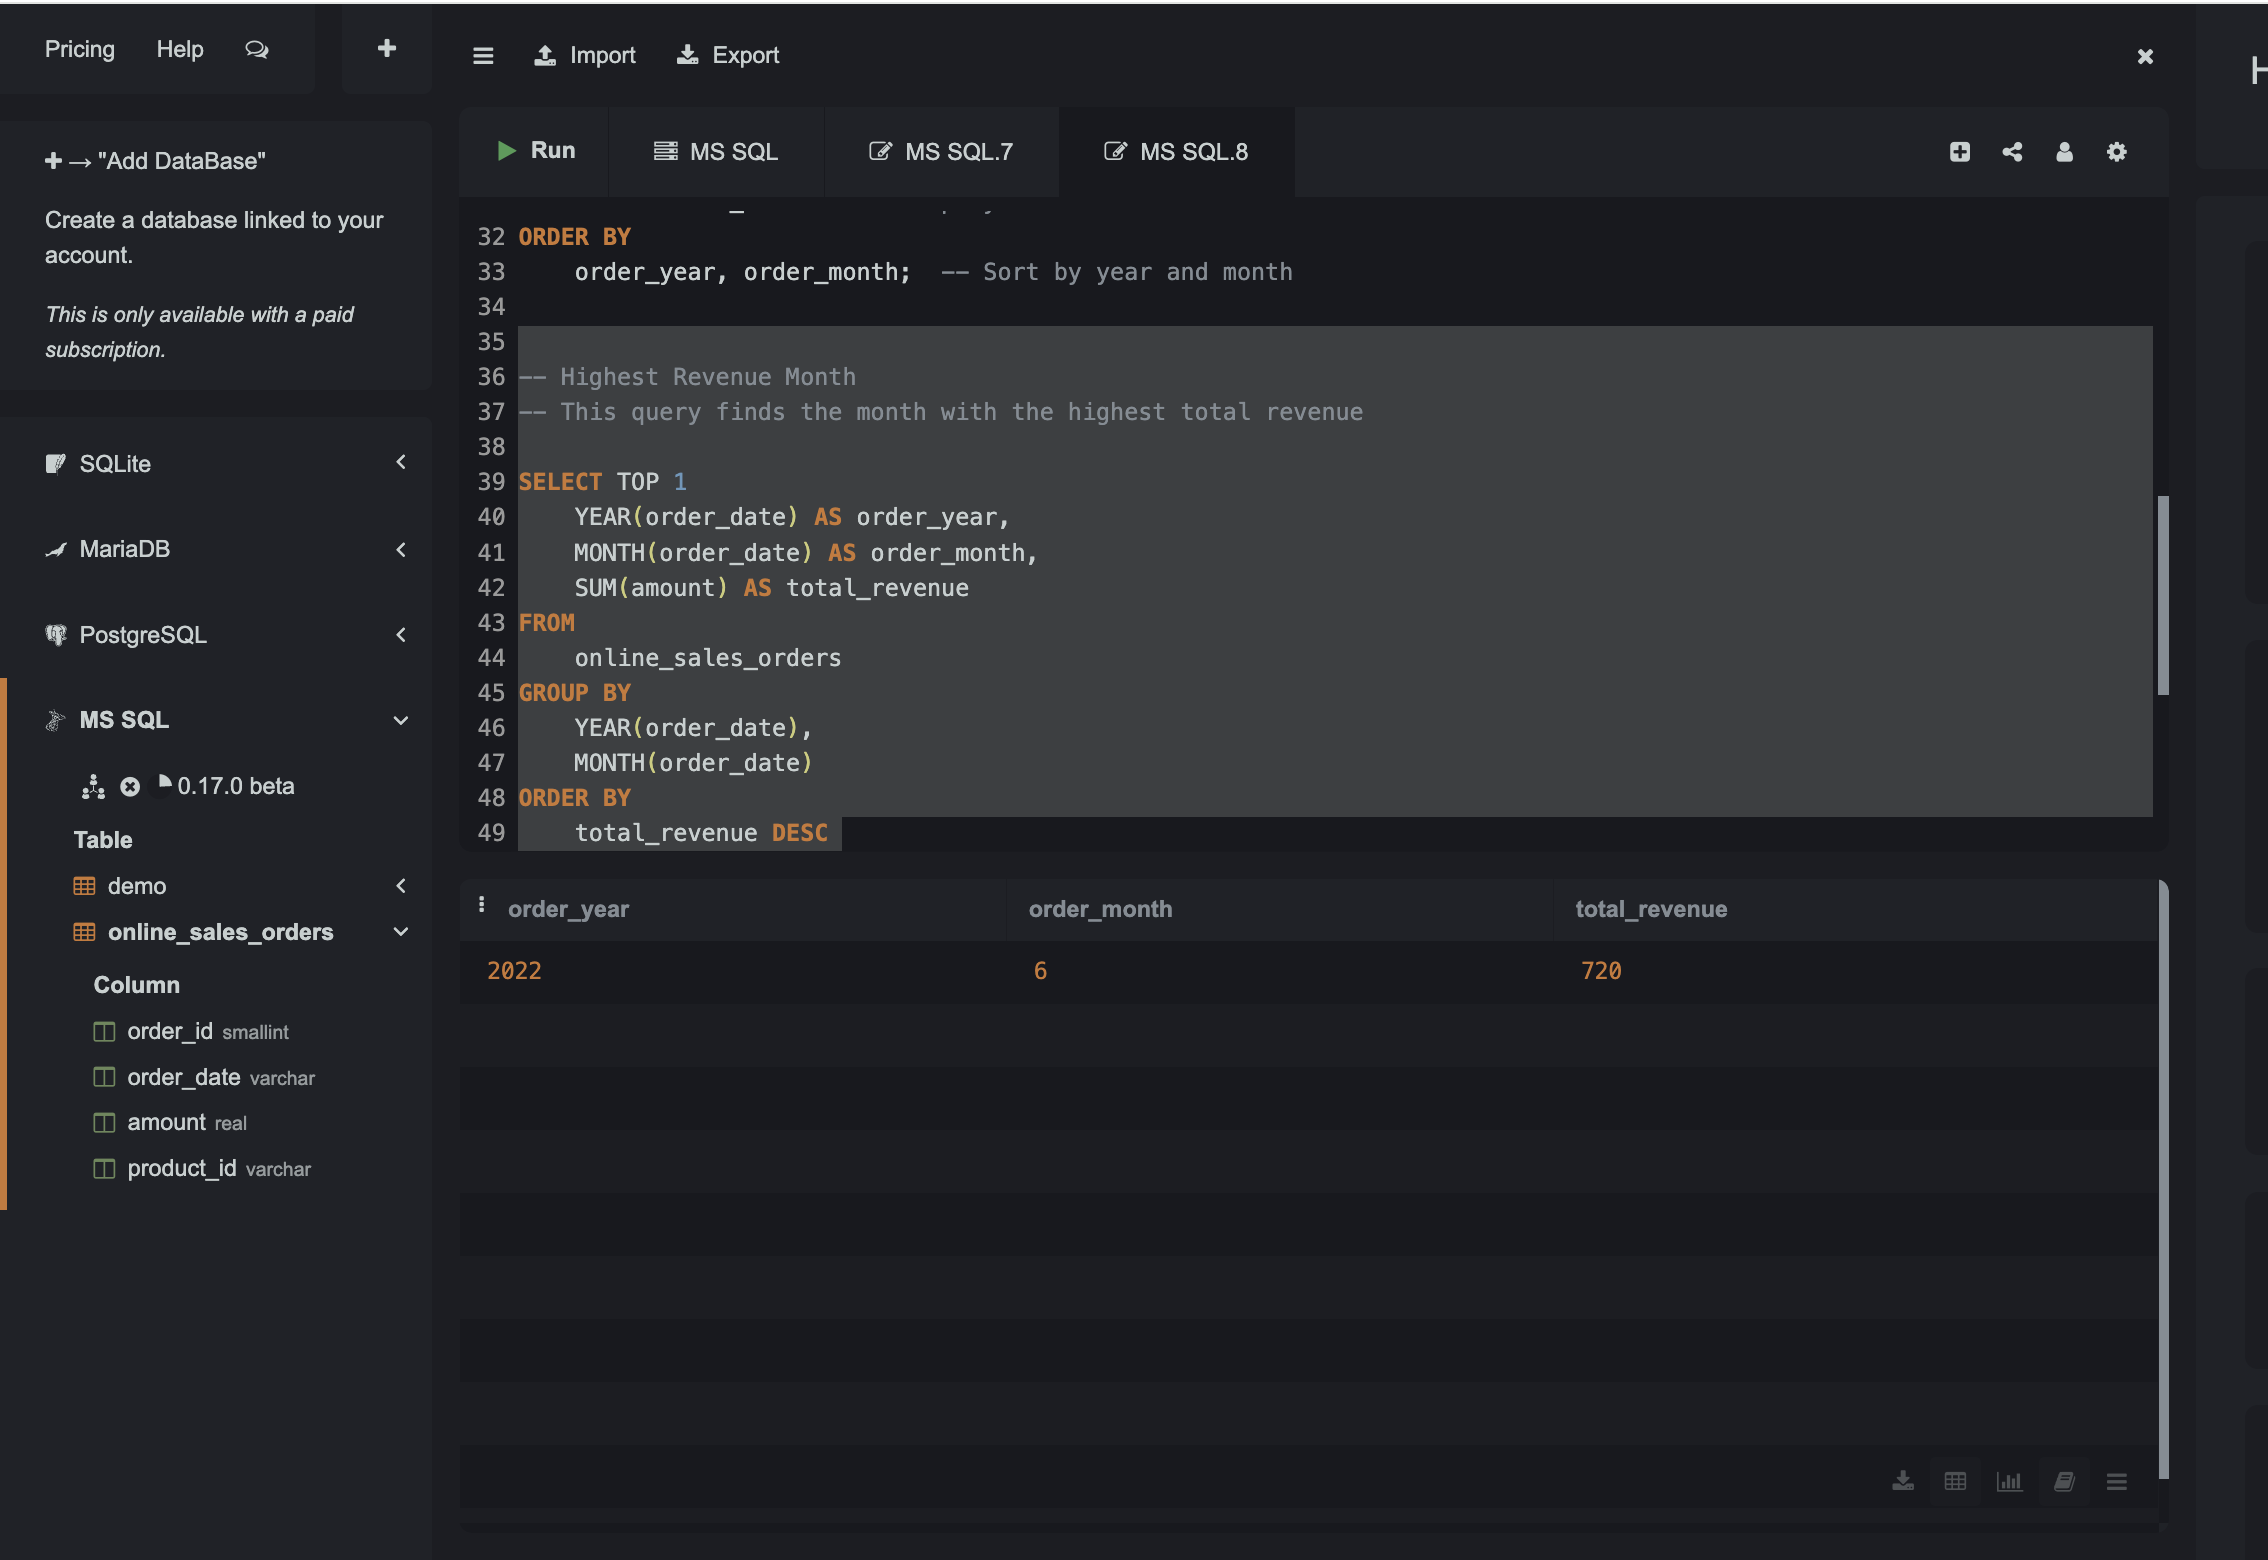 Pricing Help
Import Export
+ → "Add DataBase"
Create a database linked to your
account.
This is only available with a paid
subscription.
SQLite
MariaDB
PostgreSQL
MS SQL
0.17.0 beta
Table
demo
online_sales_orders
Column
order_id smallint
order_date varchar
amount real
product_id varchar
Run MS SQL MS SQL.7 MS SQL.8
32 ORDER BY
33 order_year, order_month; -- Sort by year and month
34
35
36 -- Highest Revenue Month
37 -- This query finds the month with the highest total revenue
38
39 SELECT TOP 1
40 YEAR(order_date) AS order_year,
41 MONTH(order_date) AS order_month,
42 SUM(amount) AS total_revenue
43 FROM
44 online_sales_orders
45 GROUP BY
46 YEAR(order_date),
47 MONTH(order_date)
48 ORDER BY
49 total_revenue DESC
order_year order_month total_revenue
2022 6 720